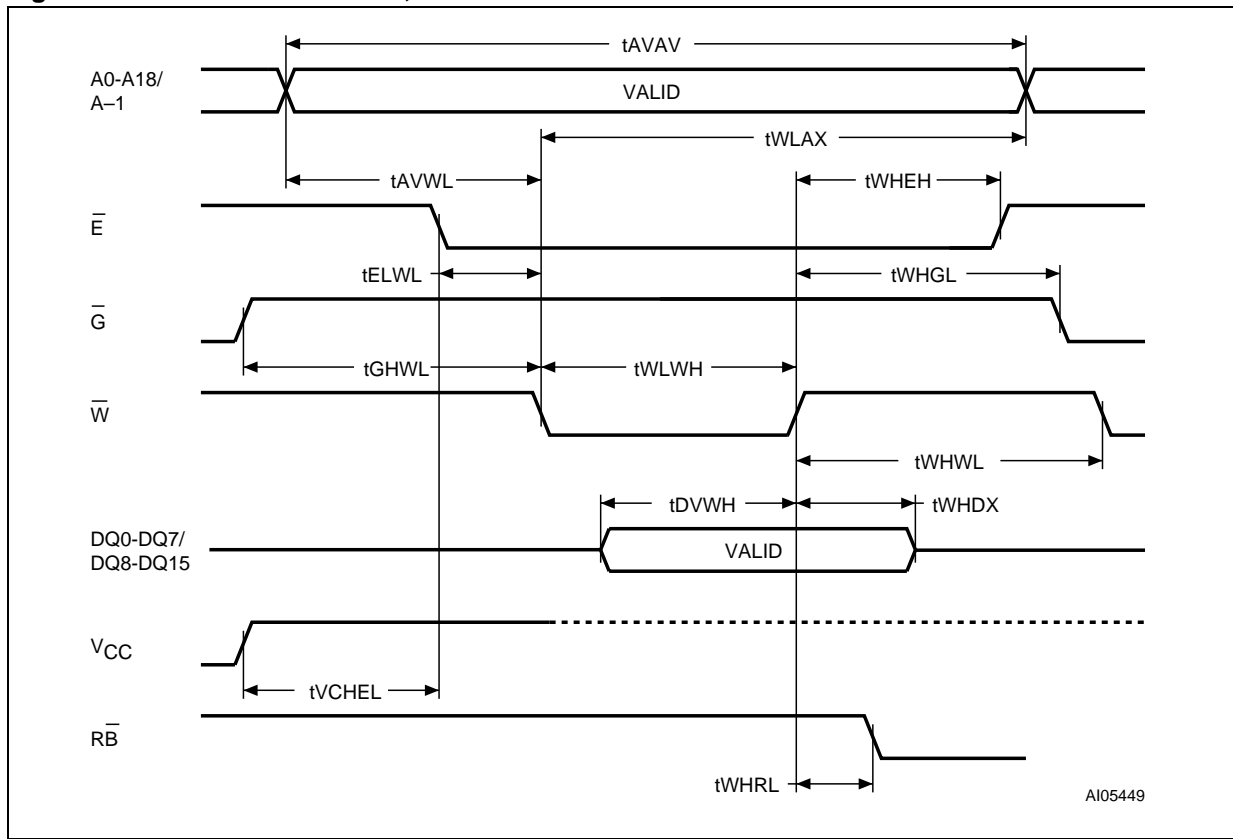 tAVAV
A0-A18/
A–1
VALID
tWLAX
tAVWL
tWHEH
E̅
tELWL
tWHGL
G̅
tGHWL
tWLWH
W̅
tWHWL
tDVWH
tWHDX
DQ0-DQ7/
DQ8-DQ15
VALID
VCC
tVCHEL
RB̅
tWHRL
AI05449